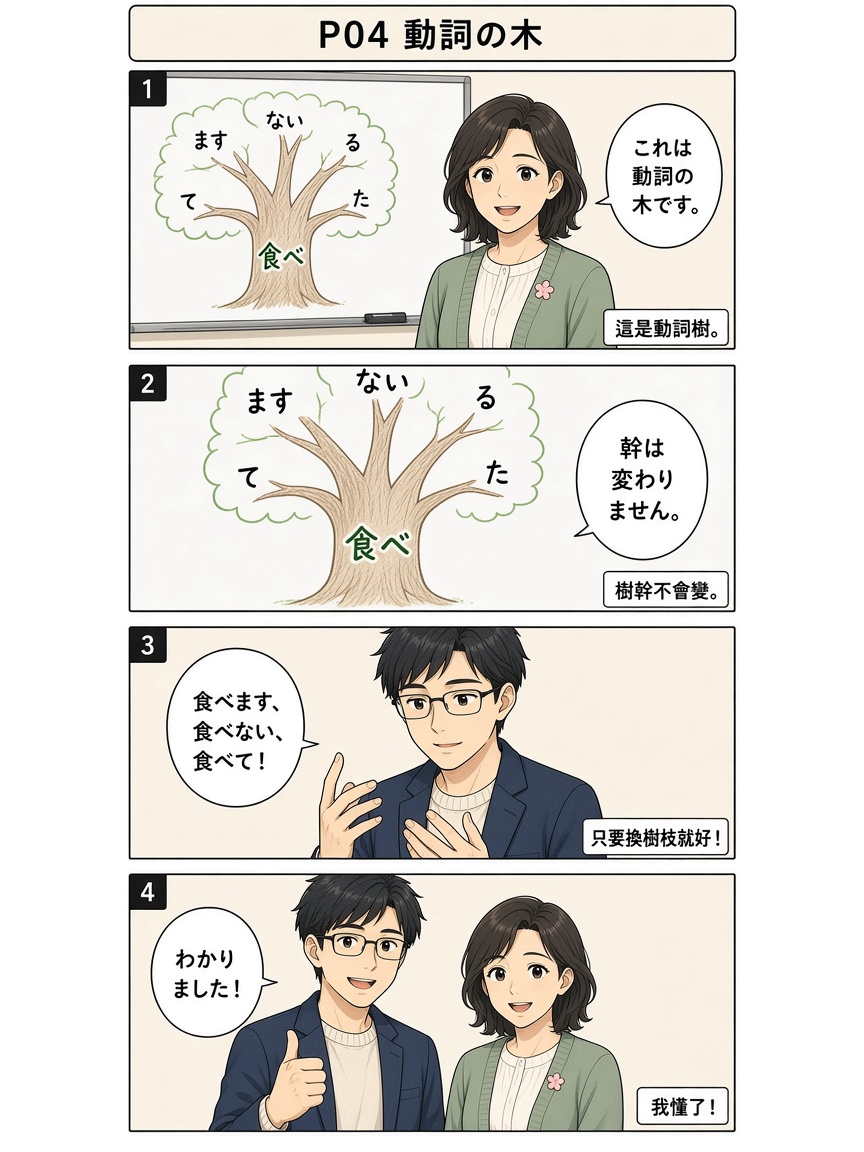 P04 動詞の木
1
ない
ます
る
て
た
食べ
これは
動詞の
木です。
這是動詞樹。
2
ない
ます
る
て
た
食べ
幹は
変わり
ません。
樹幹不會變。
3
食べます、
食べない、
食べて！
只要換樹枝就好！
4
わかり
ました！
我懂了！